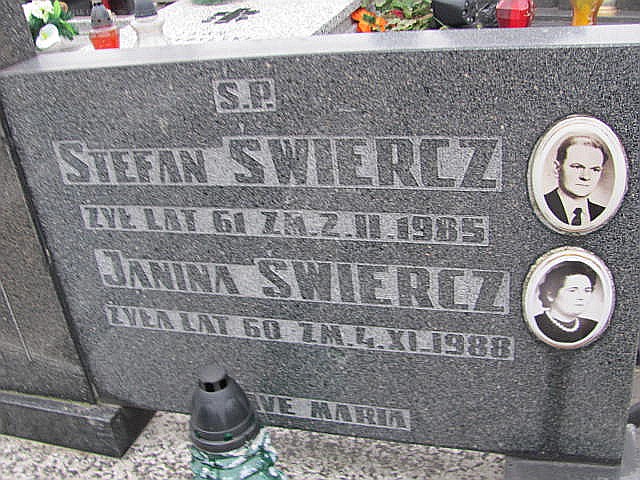 Ś.P.
STEFAN ŚWIERCZ
ŻYŁ LAT 61 ZM. 2.II.1985
JANINA ŚWIERCZ
ŻYŁA LAT 60 ZM. 4.XI.1988
AVE MARIA